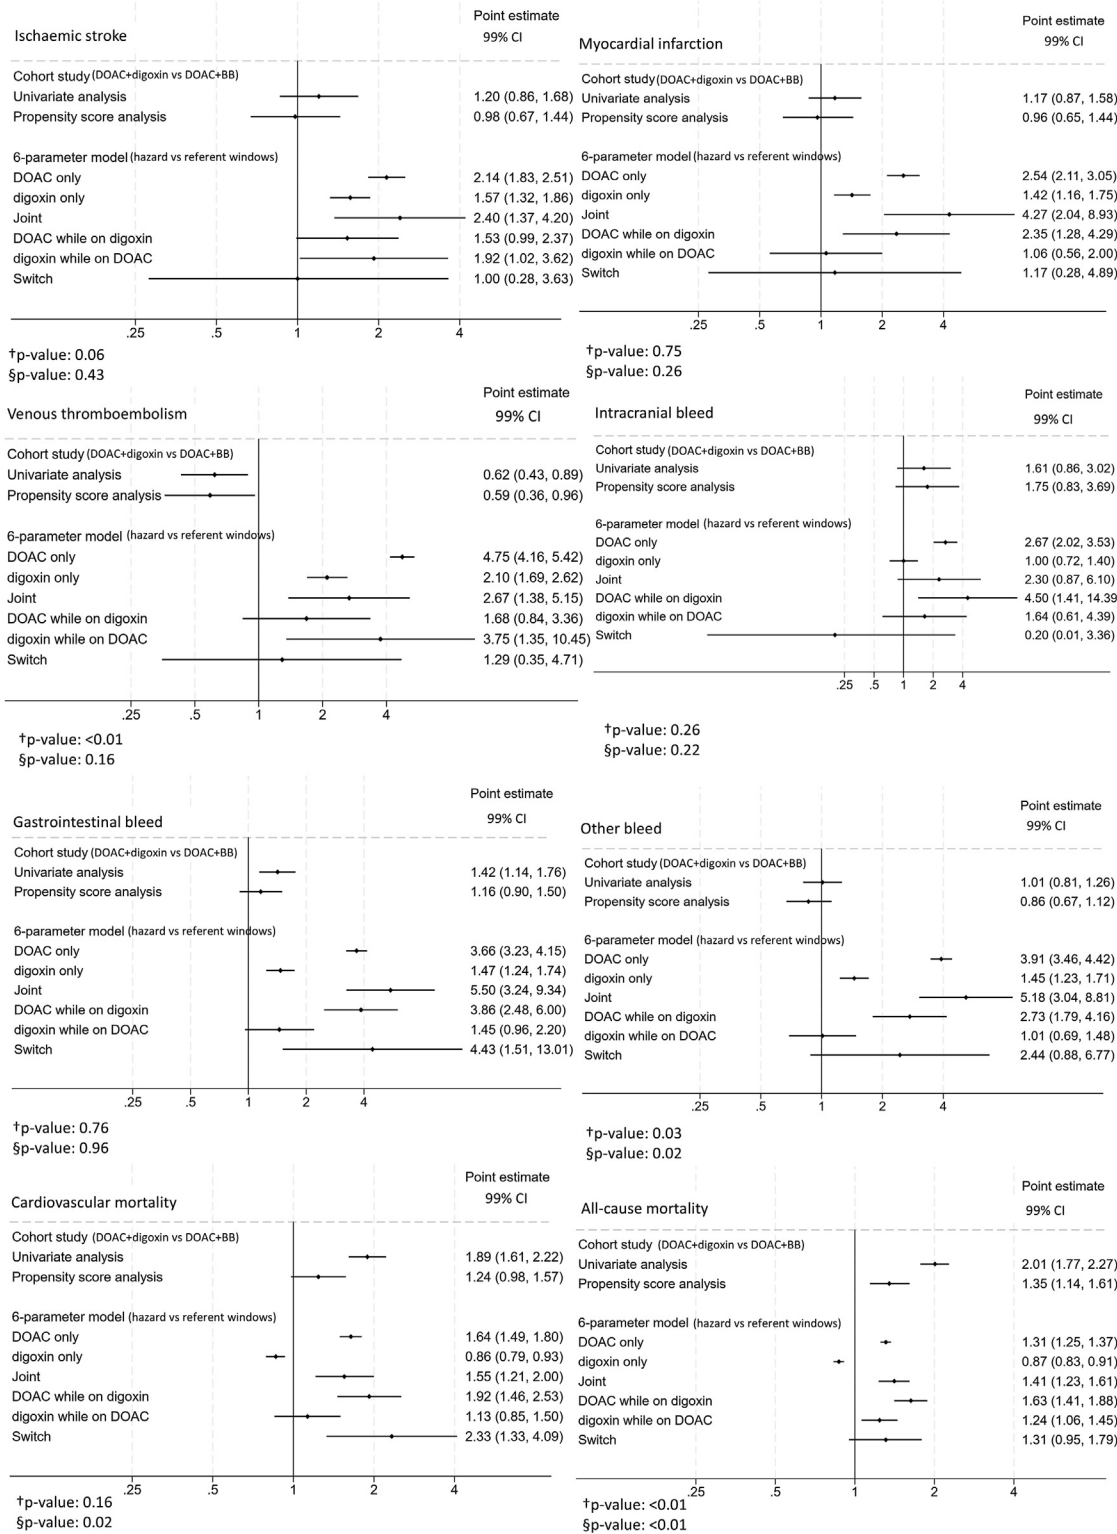 Point estimate
Ischaemic stroke
99% CI
Cohort study (DOAC+digoxin vs DOAC+BB)
Univariate analysis 1.20 (0.86, 1.68)
Propensity score analysis 0.98 (0.67, 1.44)
6-parameter model (hazard vs referent windows)
DOAC only 2.14 (1.83, 2.51)
digoxin only 1.57 (1.32, 1.86)
Joint 2.40 (1.37, 4.20)
DOAC while on digoxin 1.53 (0.99, 2.37)
digoxin while on DOAC 1.92 (1.02, 3.62)
Switch 1.00 (0.28, 3.63)
.25 .5 1 2 4
†p-value: 0.06
§p-value: 0.43
Point estimate
Myocardial infarction
99% CI
Cohort study (DOAC+digoxin vs DOAC+BB)
Univariate analysis 1.17 (0.87, 1.58)
Propensity score analysis 0.96 (0.65, 1.44)
6-parameter model (hazard vs referent windows)
DOAC only 2.54 (2.11, 3.05)
digoxin only 1.42 (1.16, 1.75)
Joint 4.27 (2.04, 8.93)
DOAC while on digoxin 2.35 (1.28, 4.29)
digoxin while on DOAC 1.06 (0.56, 2.00)
Switch 1.17 (0.28, 4.89)
.25 .5 1 2 4
†p-value: 0.75
§p-value: 0.26
Point estimate
Venous thromboembolism 99% CI
Cohort study (DOAC+digoxin vs DOAC+BB)
Univariate analysis 0.62 (0.43, 0.89)
Propensity score analysis 0.59 (0.36, 0.96)
6-parameter model (hazard vs referent windows)
DOAC only 4.75 (4.16, 5.42)
digoxin only 2.10 (1.69, 2.62)
Joint 2.67 (1.38, 5.15)
DOAC while on digoxin 1.68 (0.84, 3.36)
digoxin while on DOAC 3.75 (1.35, 10.45)
Switch 1.29 (0.35, 4.71)
.25 .5 1 2 4
†p-value: <0.01
§p-value: 0.16
Point estimate
Intracranial bleed 99% CI
Cohort study (DOAC+digoxin vs DOAC+BB)
Univariate analysis 1.61 (0.86, 3.02)
Propensity score analysis 1.75 (0.83, 3.69)
6-parameter model (hazard vs referent windows)
DOAC only 2.67 (2.02, 3.53)
digoxin only 1.00 (0.72, 1.40)
Joint 2.30 (0.87, 6.10)
DOAC while on digoxin 4.50 (1.41, 14.39
digoxin while on DOAC 1.64 (0.61, 4.39)
Switch 0.20 (0.01, 3.36)
.25 .5 1 2 4
†p-value: 0.26
§p-value: 0.22
Point estimate
Gastrointestinal bleed 99% CI
Cohort study (DOAC+digoxin vs DOAC+BB)
Univariate analysis 1.42 (1.14, 1.76)
Propensity score analysis 1.16 (0.90, 1.50)
6-parameter model (hazard vs referent windows)
DOAC only 3.66 (3.23, 4.15)
digoxin only 1.47 (1.24, 1.74)
Joint 5.50 (3.24, 9.34)
DOAC while on digoxin 3.86 (2.48, 6.00)
digoxin while on DOAC 1.45 (0.96, 2.20)
Switch 4.43 (1.51, 13.01)
.25 .5 1 2 4
†p-value: 0.76
§p-value: 0.96
Point estimate
Other bleed 99% CI
Cohort study (DOAC+digoxin vs DOAC+BB)
Univariate analysis 1.01 (0.81, 1.26)
Propensity score analysis 0.86 (0.67, 1.12)
6-parameter model (hazard vs referent windows)
DOAC only 3.91 (3.46, 4.42)
digoxin only 1.45 (1.23, 1.71)
Joint 5.18 (3.04, 8.81)
DOAC while on digoxin 2.73 (1.79, 4.16)
digoxin while on DOAC 1.01 (0.69, 1.48)
Switch 2.44 (0.88, 6.77)
.25 .5 1 2 4
†p-value: 0.03
§p-value: 0.02
Point estimate
Cardiovascular mortality 99% CI
Cohort study (DOAC+digoxin vs DOAC+BB)
Univariate analysis 1.89 (1.61, 2.22)
Propensity score analysis 1.24 (0.98, 1.57)
6-parameter model (hazard vs referent windows)
DOAC only 1.64 (1.49, 1.80)
digoxin only 0.86 (0.79, 0.93)
Joint 1.55 (1.21, 2.00)
DOAC while on digoxin 1.92 (1.46, 2.53)
digoxin while on DOAC 1.13 (0.85, 1.50)
Switch 2.33 (1.33, 4.09)
.25 .5 1 2 4
†p-value: 0.16
§p-value: 0.02
Point estimate
All-cause mortality 99% CI
Cohort study (DOAC+digoxin vs DOAC+BB)
Univariate analysis 2.01 (1.77, 2.27)
Propensity score analysis 1.35 (1.14, 1.61)
6-parameter model (hazard vs referent windows)
DOAC only 1.31 (1.25, 1.37)
digoxin only 0.87 (0.83, 0.91)
Joint 1.41 (1.23, 1.61)
DOAC while on digoxin 1.63 (1.41, 1.88)
digoxin while on DOAC 1.24 (1.06, 1.45)
Switch 1.31 (0.95, 1.79)
.25 .5 1 2 4
†p-value: <0.01
§p-value: <0.01